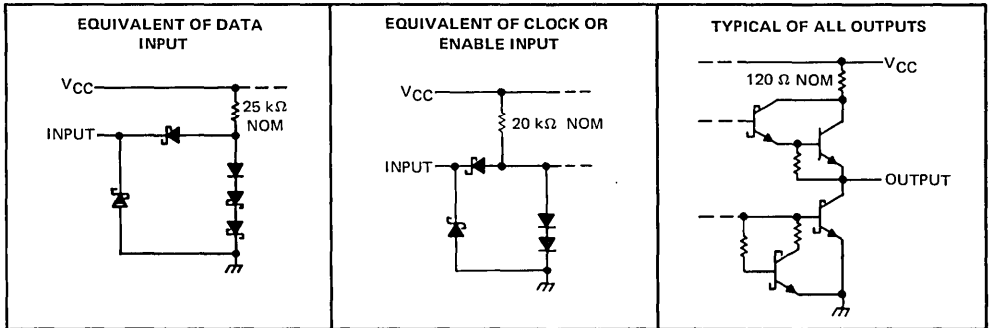 EQUIVALENT OF DATA
INPUT
VCC
25 kΩ
NOM
INPUT
EQUIVALENT OF CLOCK OR
ENABLE INPUT
VCC
20 kΩ NOM
INPUT
TYPICAL OF ALL OUTPUTS
VCC
120 Ω NOM
OUTPUT